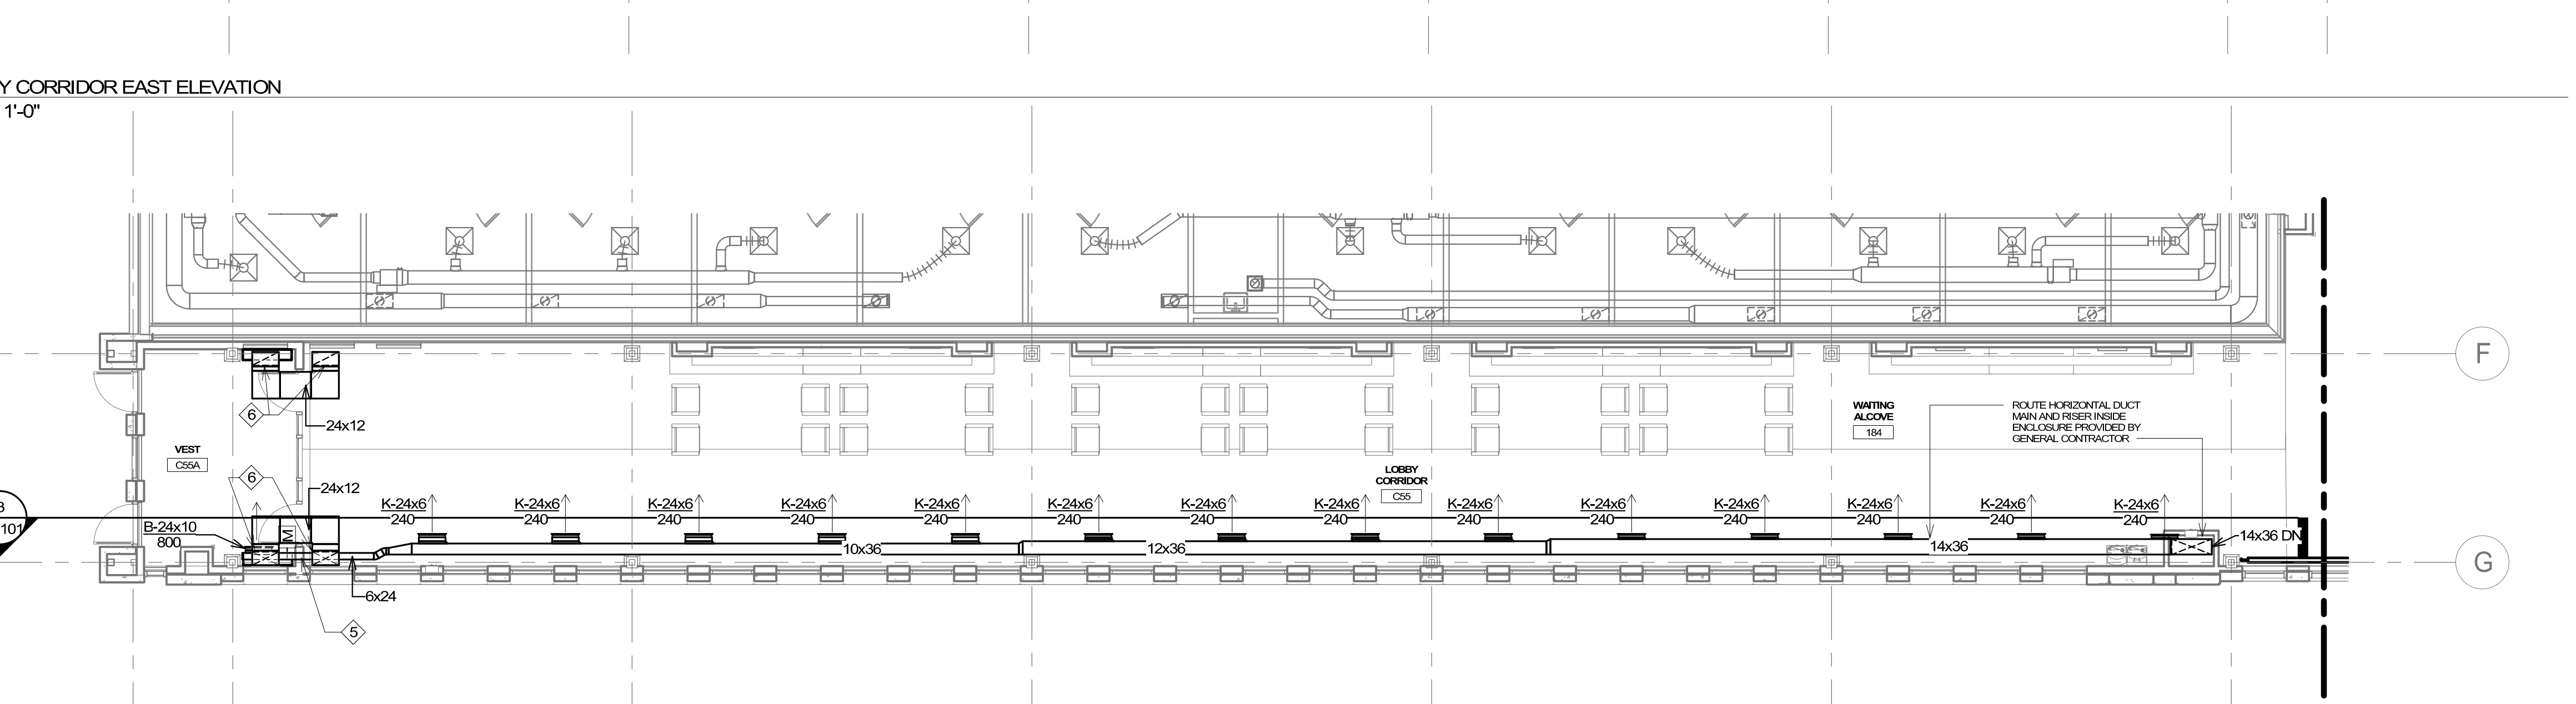 Y CORRIDOR EAST ELEVATION
1'-0"
F
6
24x12
VEST
C55A
WAITING
ALCOVE
184
ROUTE HORIZONTAL DUCT
MAIN AND RISER INSIDE
ENCLOSURE PROVIDED BY
GENERAL CONTRACTOR
LOBBY
CORRIDOR
C55
6
24x12
K-24x6
240
K-24x6
240
K-24x6
240
K-24x6
240
K-24x6
240
K-24x6
240
K-24x6
240
K-24x6
240
K-24x6
240
K-24x6
240
K-24x6
240
K-24x6
240
K-24x6
240
K-24x6
240
101
B-24x10
800
M
10x36
12x36
14x36
14x36 DN
G
6x24
5